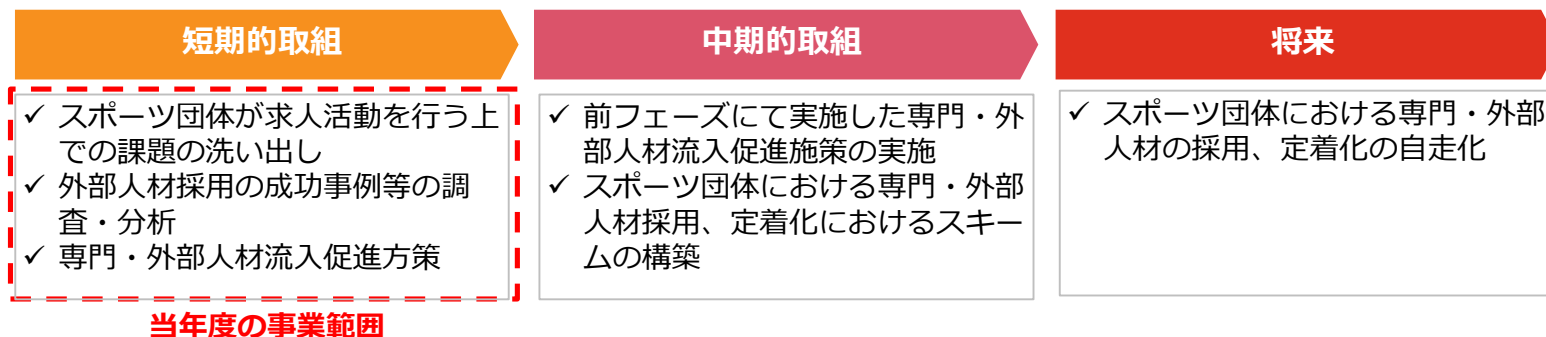 短期的取組
中期的取組
将来
✓ スポーツ団体が求人活動を行う上
での課題の洗い出し
✓ 外部人材採用の成功事例等の調
査・分析
✓ 専門・外部人材流入促進方策
✓ 前フェーズにて実施した専門・外
部人材流入促進施策の実施
✓ スポーツ団体における専門・外部
人材採用、定着化におけるスキー
ムの構築
✓ スポーツ団体における専門・外部
人材の採用、定着化の自走化
当年度の事業範囲